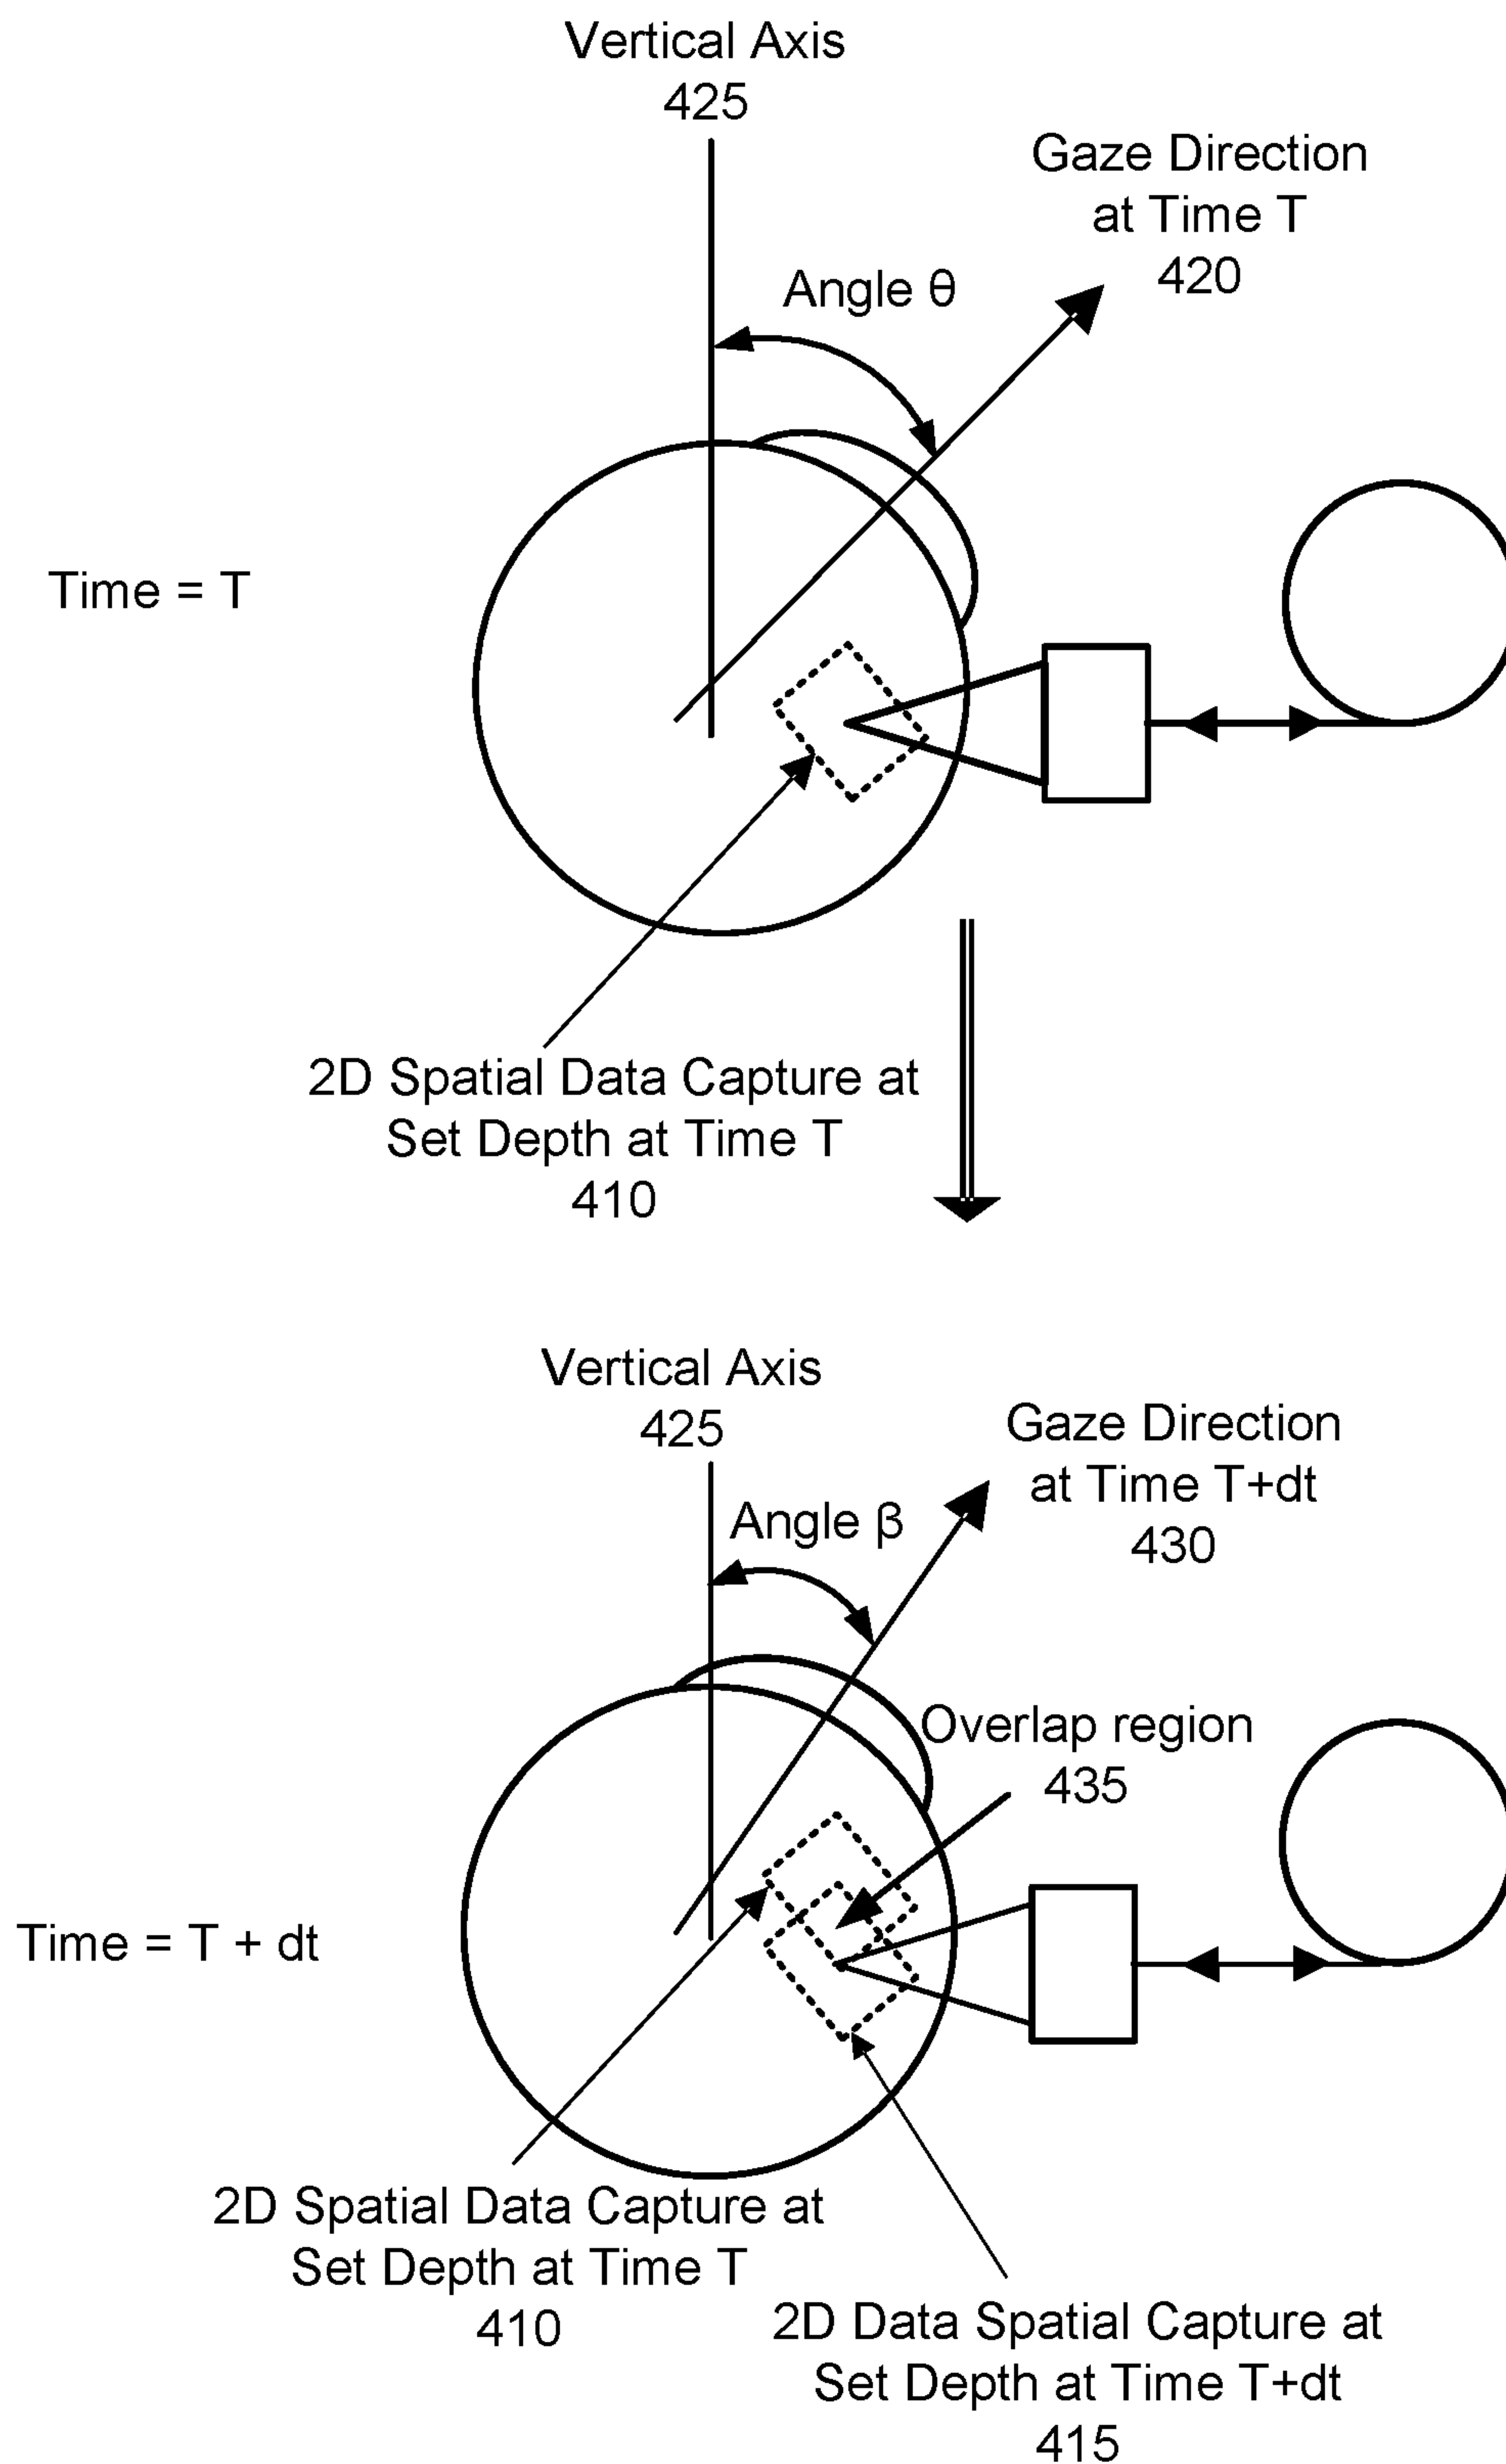 Vertical Axis
425
Gaze Direction
at Time T
420
Angle θ
Time = T
2D Spatial Data Capture at
Set Depth at Time T
410
Vertical Axis
425
Gaze Direction
at Time T+dt
430
Angle β
Overlap region
435
Time = T + dt
2D Spatial Data Capture at
Set Depth at Time T
410
2D Data Spatial Capture at
Set Depth at Time T+dt
415